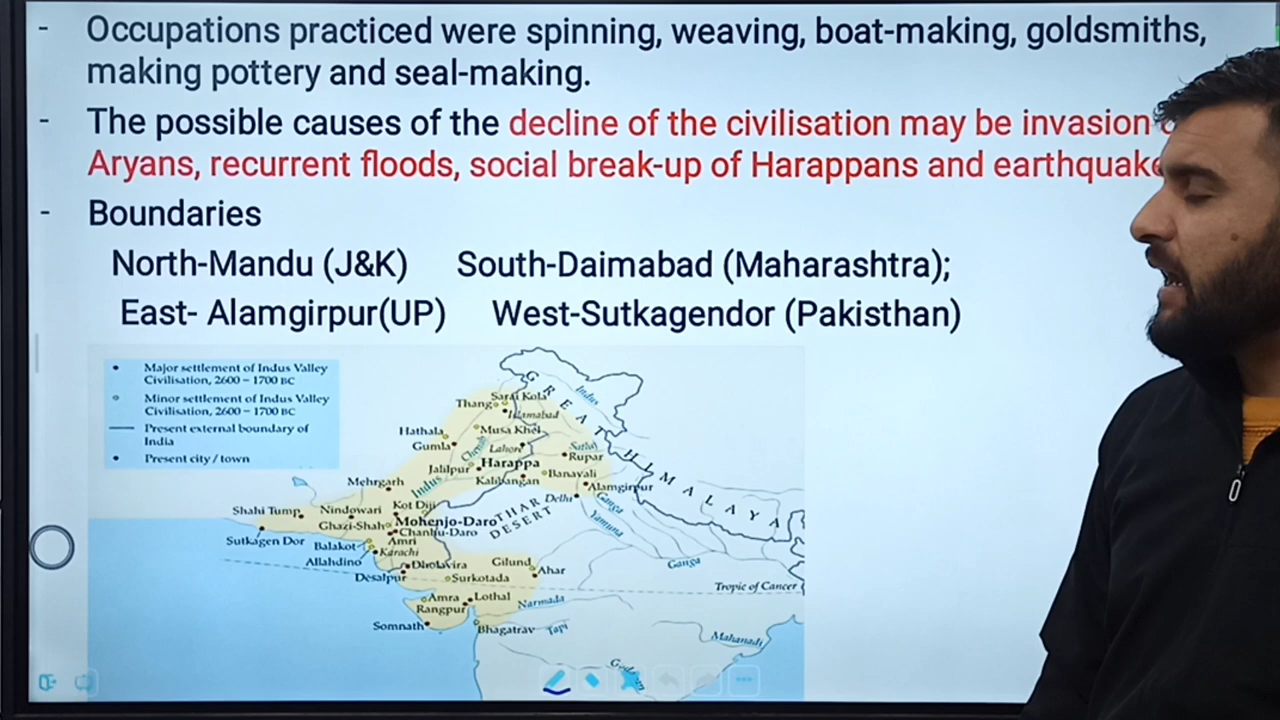 - Occupations practiced were spinning, weaving, boat-making, goldsmiths,
making pottery and seal-making.
- The possible causes of the decline of the civilisation may be invasion
Aryans, recurrent floods, social break-up of Harappans and earthquake
- Boundaries
North-Mandu (J&K) South-Daimabad (Maharashtra);
East- Alamgirpur(UP) West-Sutkagendor (Pakisthan)
Major settlement of Indus Valley
Civilisation, 2600 – 1700 BC
Minor settlement of Indus Valley
Civilisation, 2600 – 1700 BC
Present external boundary of
India
Present city / town
GREAT HIMALAYA
Indus
Sarai Kola
Thang
Islamabad
Hathala
Musa Khel
Gumla
Chenab
Lahore
Satluj
Rupar
Jalilpur
Harappa
Banavali
Mehrgarh
Indus
Kalibangan
Alamgirpur
Delhi
Ganga
Yamuna
THAR
DESERT
Shahi Tump
Nindowari
Kot Diji
Ghazi-Shah
Mohenjo-Daro
Chanhu-Daro
Sutkagen Dor
Balakot
Amri
Karachi
Allahdino
Dholavira
Gilund
Ahar
Ganga
Desalpur
Surkotada
Tropic of Cancer
Amra
Lothal
Rangpur
Narmada
Somnath
Bhagatrav
Tapi
Mahanadi